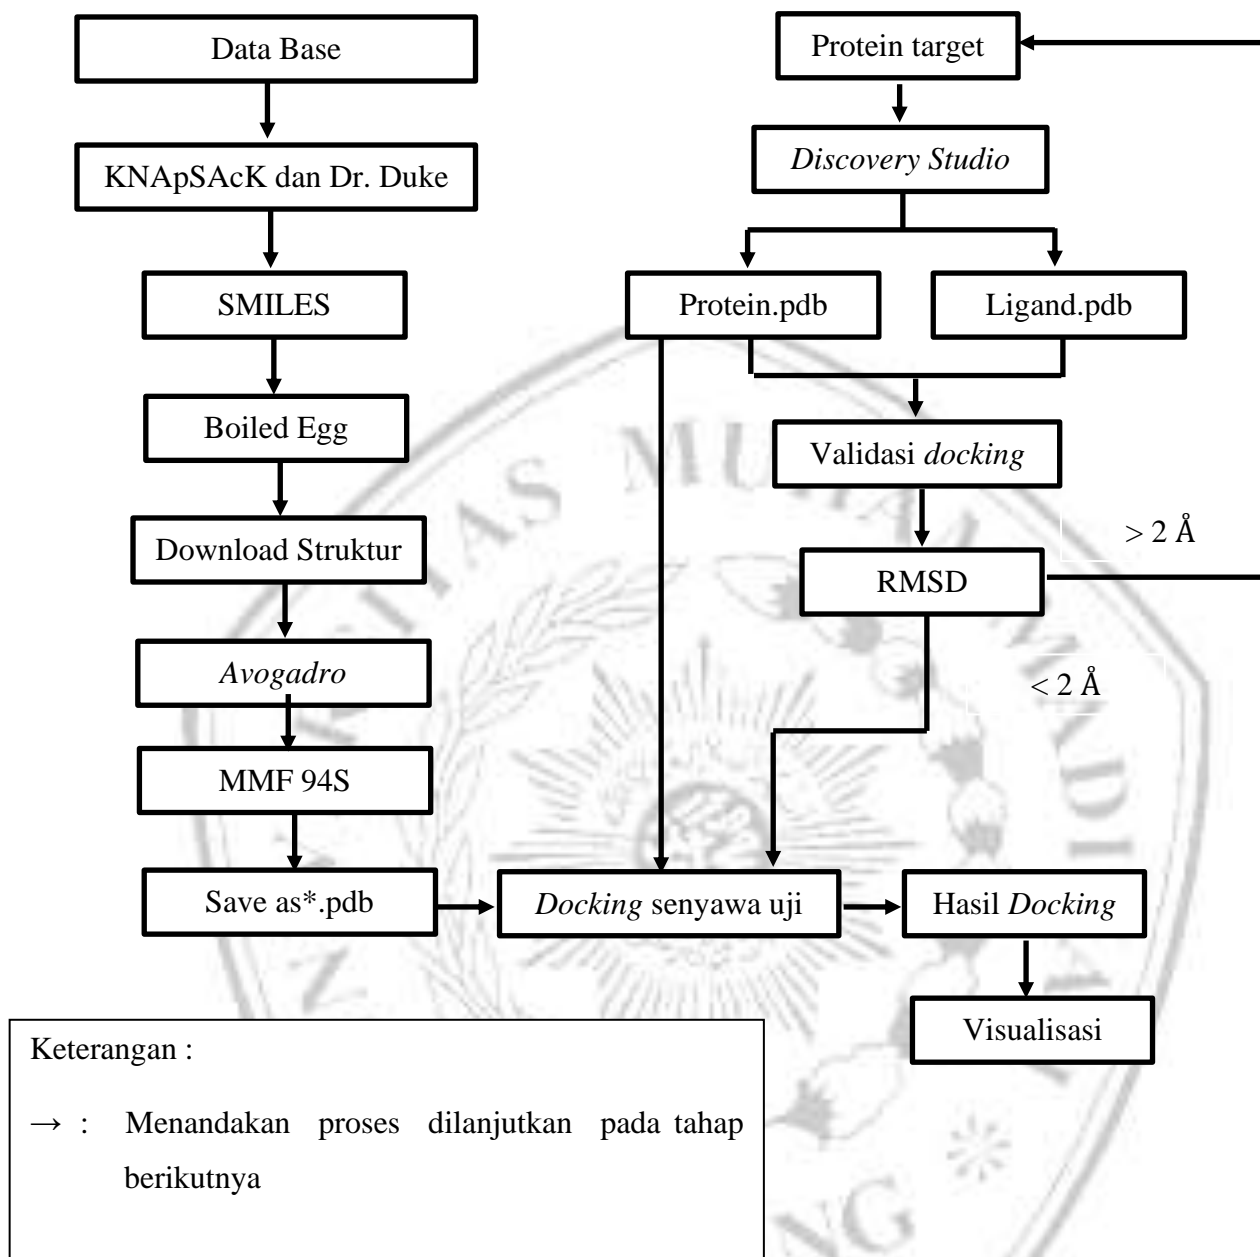 Data Base
KNApSAcK dan Dr. Duke
SMILES
Boiled Egg
Download Struktur
Avogadro
MMF 94S
Save as*.pdb
Protein target
Discovery Studio
Protein.pdb
Ligand.pdb
Validasi docking
RMSD
> 2 Å
< 2 Å
Docking senyawa uji
Hasil Docking
Visualisasi
Keterangan :
→ : Menandakan proses dilanjutkan pada tahap
berikutnya